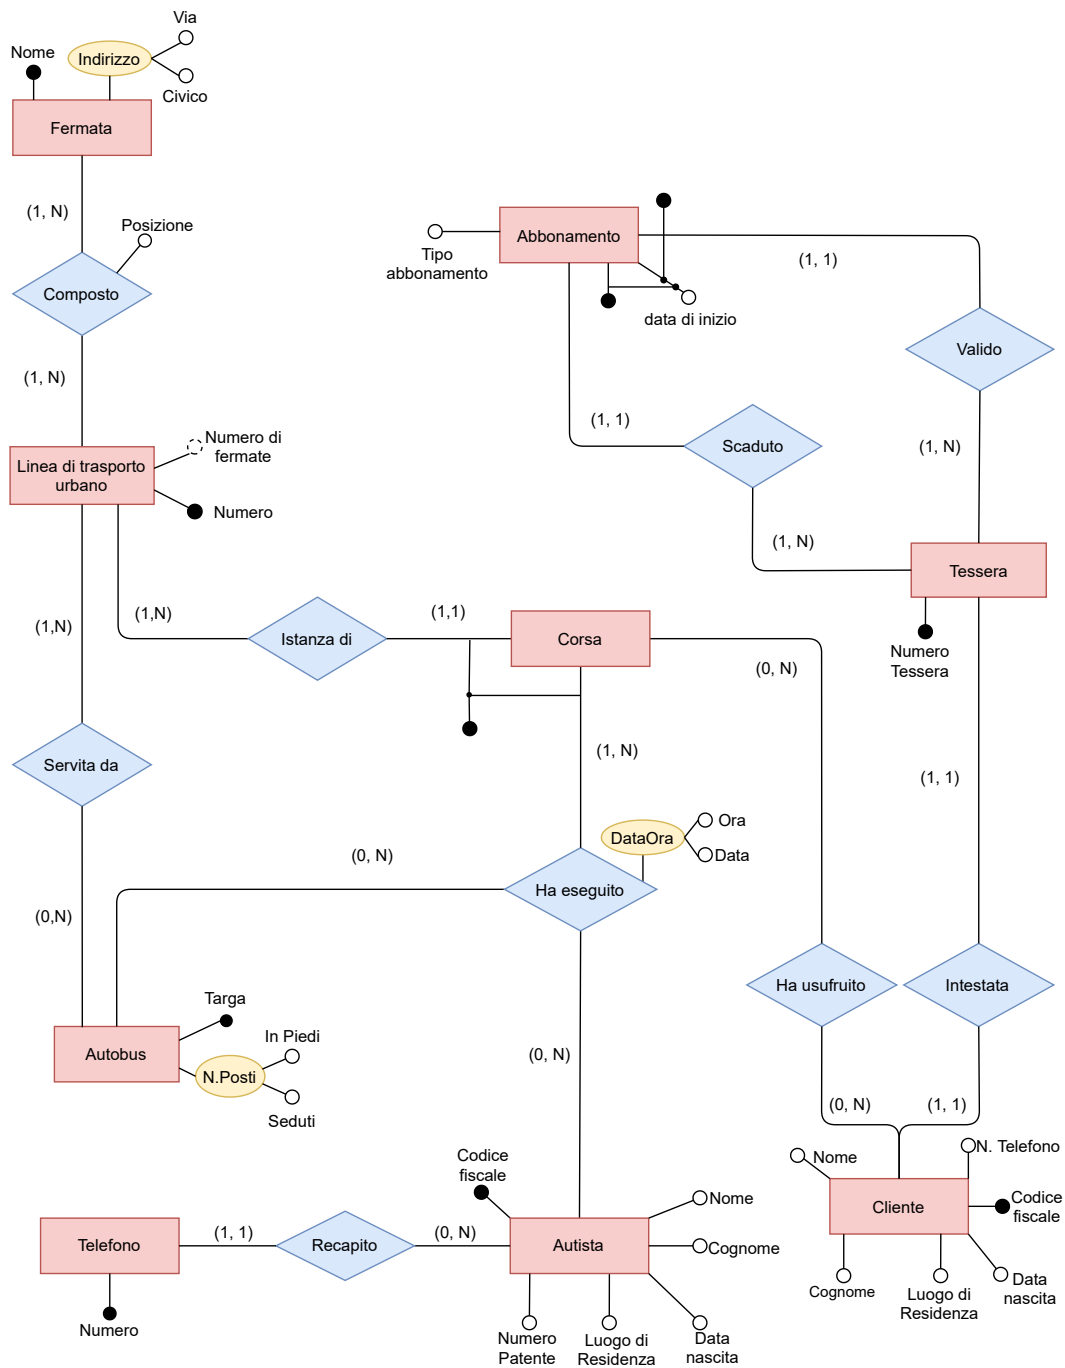 Via
Nome
Indirizzo
Civico
Fermata
(1, N)
Posizione
Composto
(1, N)
Numero di
fermate
Linea di trasporto
urbano
Numero
Abbonamento
Tipo
abbonamento
data di inizio
(1, 1)
Valido
(1, 1)
Scaduto
(1, N)
(1, N)
Tessera
Numero
Tessera
(1,N)
(1,N)
Istanza di
(1,1)
Corsa
(0, N)
(1, N)
Servita da
(1, 1)
DataOra
Ora
Data
(0, N)
Ha eseguito
(0,N)
Ha usufruito
Intestata
Targa
Autobus
In Piedi
N.Posti
Seduti
(0, N)
(0, N)
(1, 1)
Codice
fiscale
Nome
N. Telefono
Cliente
Codice
fiscale
Cognome
Luogo di
Residenza
Data
nascita
Telefono
(1, 1)
Recapito
(0, N)
Autista
Nome
Cognome
Numero
Numero
Patente
Luogo di
Residenza
Data
nascita